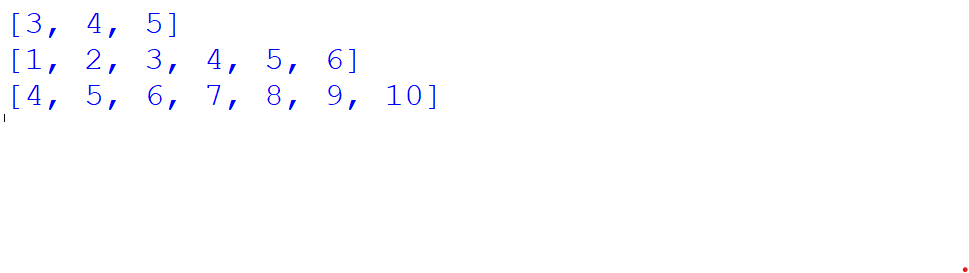 [3, 4, 5]
[1, 2, 3, 4, 5, 6]
[4, 5, 6, 7, 8, 9, 10]